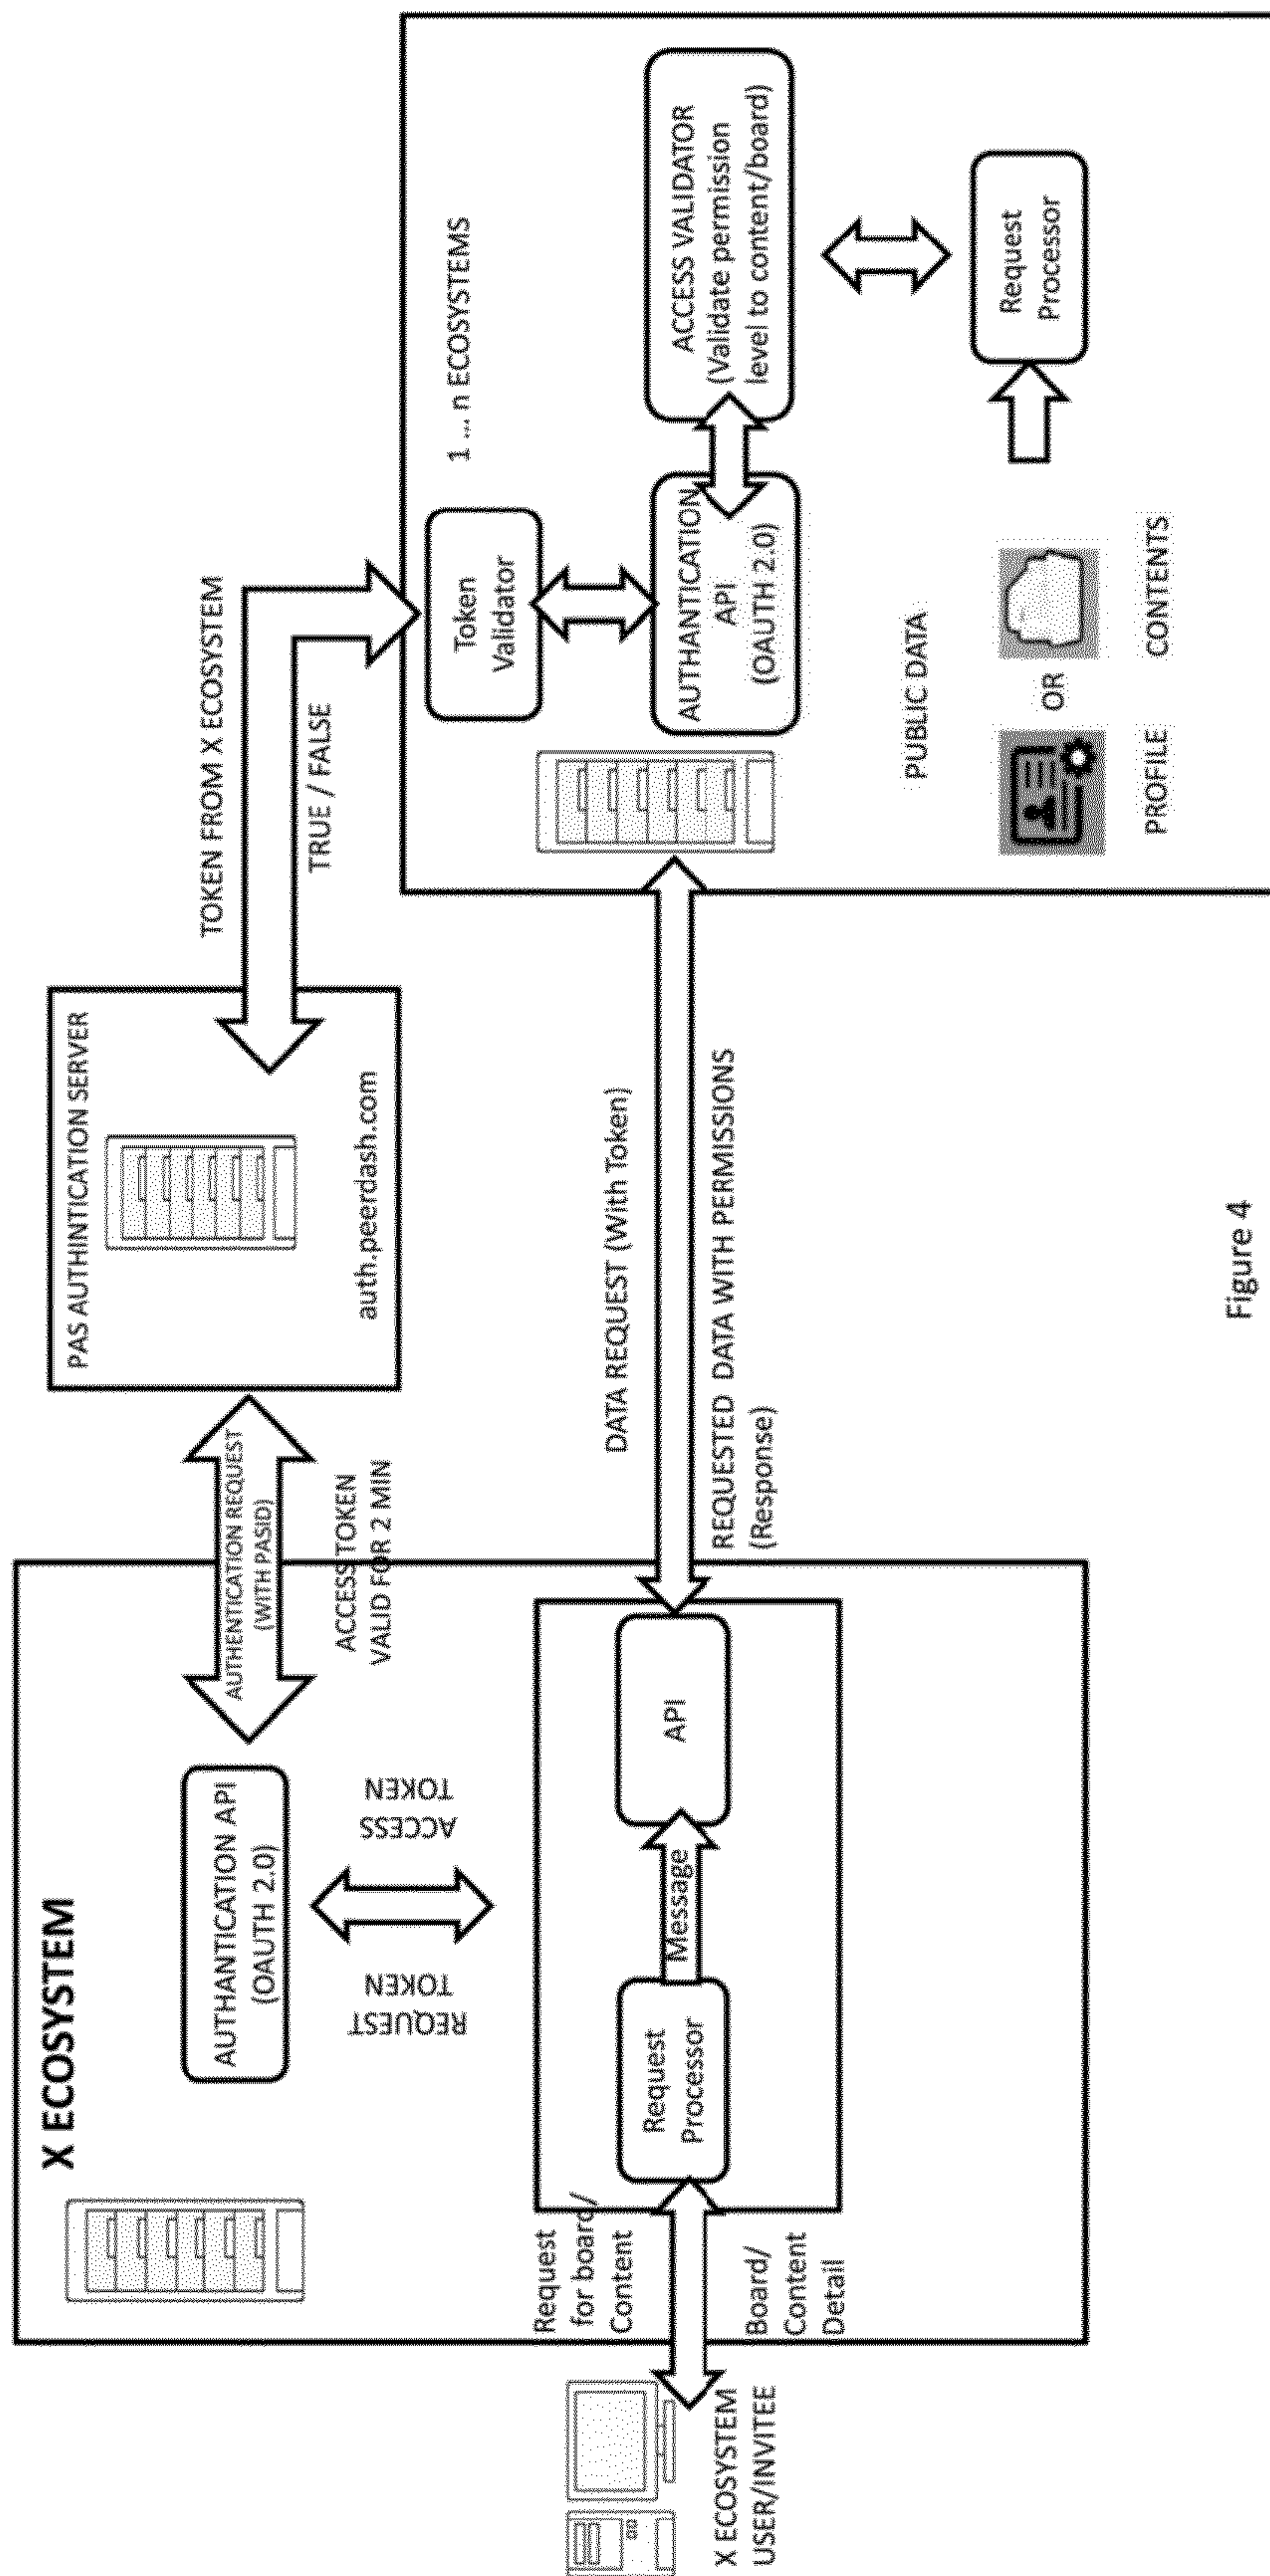 X ECOSYSTEM
AUTHANTICATION API
(OAUTH 2.0)
REQUEST
TOKEN
ACCESS
TOKEN
AUTHENTICATION REQUEST
(WITH PASID)
ACCESS TOKEN
VALID FOR 2 MIN
PAS AUTHINTICATION SERVER
auth.peerdash.com
TOKEN FROM X ECOSYSTEM
TRUE / FALSE
X ECOSYSTEM
USER/INVITEE
Request
for board/
Content
Board/
Content
Detail
Request
Processor
Message
API
DATA REQUEST (With Token)
REQUESTED DATA WITH PERMISSIONS
(Response)
1 ... n ECOSYSTEMS
Token
Validator
AUTHANTICATION
API
(OAUTH 2.0)
ACCESS VALIDATOR
(Validate permission
level to content/board)
PUBLIC DATA
OR
PROFILE
CONTENTS
Request
Processor
Figure 4